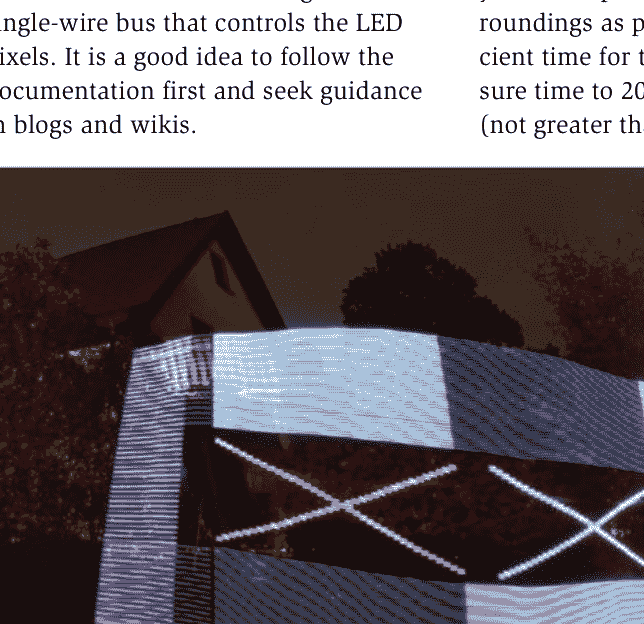 ngle-wire bus that controls the LED
ixels. It is a good idea to follow the
ocumentation first and seek guidance
n blogs and wikis.
roundings as p
cient time for t
sure time to 20
(not greater th